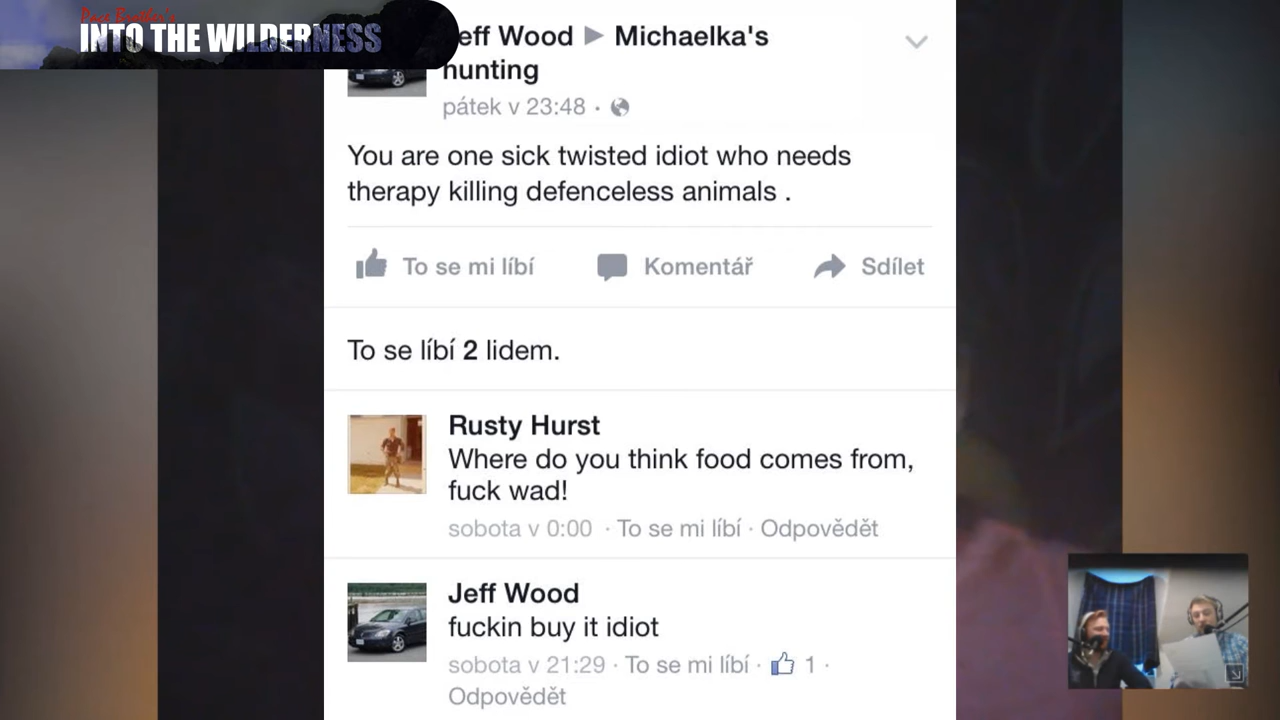 Pace Brother's
INTO THE WILDERNESS
eff Wood ▶ Michaelka's
hunting
pátek v 23:48 ·
You are one sick twisted idiot who needs
therapy killing defenceless animals .
To se mi líbí Komentář Sdílet
To se líbí 2 lidem.
Rusty Hurst
Where do you think food comes from,
fuck wad!
sobota v 0:00 · To se mi líbí · Odpovědět
Jeff Wood
fuckin buy it idiot
sobota v 21:29 · To se mi líbí · 1 ·
Odpovědět